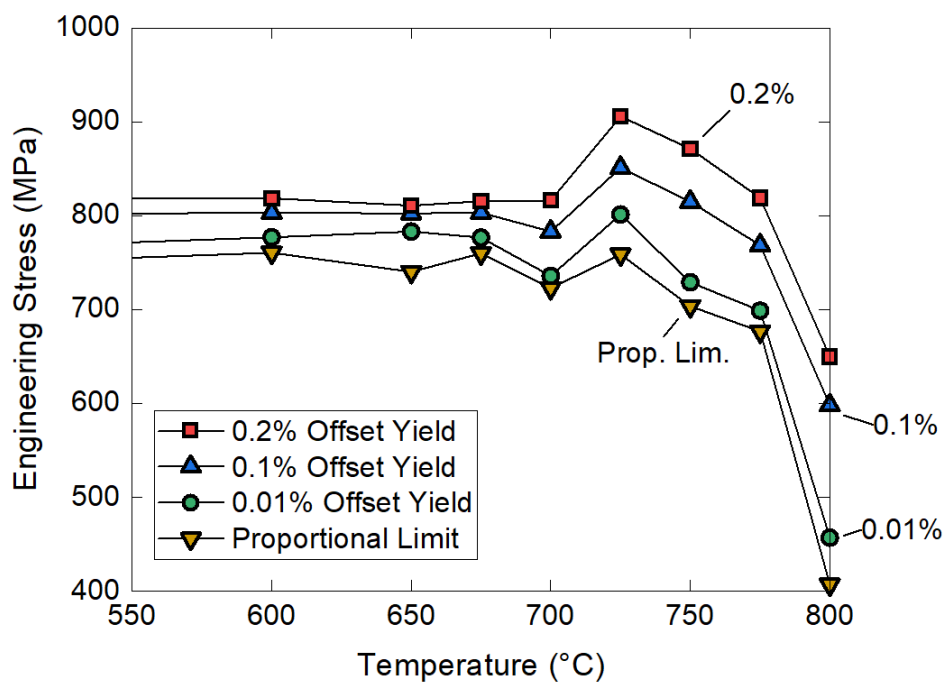 1000
900
800
700
600
500
400
550
600
650
700
750
800
Engineering Stress (MPa)
Temperature (°C)
0.2%
Prop. Lim.
0.1%
0.01%
0.2% Offset Yield
0.1% Offset Yield
0.01% Offset Yield
Proportional Limit